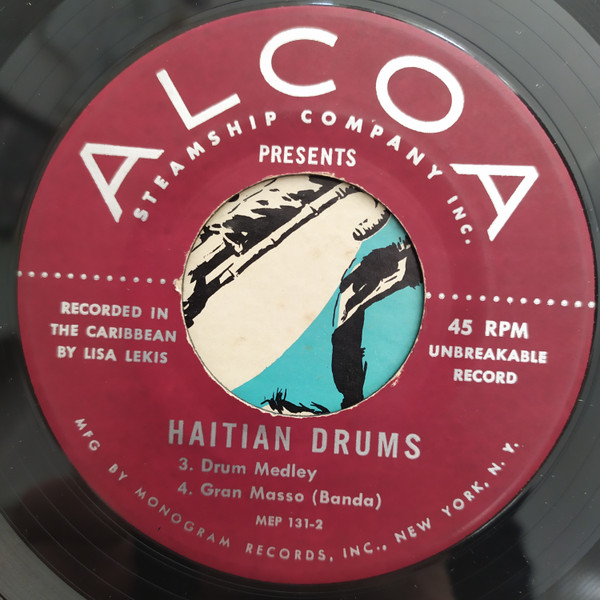 ALCOA
STEAMSHIP COMPANY INC.
PRESENTS
RECORDED IN
THE CARIBBEAN
BY LISA LEKIS
45 RPM
UNBREAKABLE
RECORD
HAITIAN DRUMS
3. Drum Medley
4. Gran Masso (Banda)
MEP 131-2
MFG BY MONOGRAM RECORDS, INC., NEW YORK, N. Y.